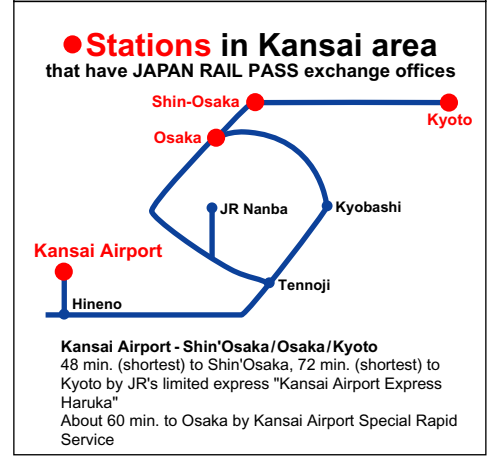 Stations in Kansai area
that have JAPAN RAIL PASS exchange offices
Shin-Osaka
Kyoto
Osaka
JR Nanba
Kyobashi
Kansai Airport
Tennoji
Hineno
Kansai Airport - Shin'Osaka/Osaka/Kyoto
48 min. (shortest) to Shin'Osaka, 72 min. (shortest) to
Kyoto by JR's limited express "Kansai Airport Express
Haruka"
About 60 min. to Osaka by Kansai Airport Special Rapid
Service